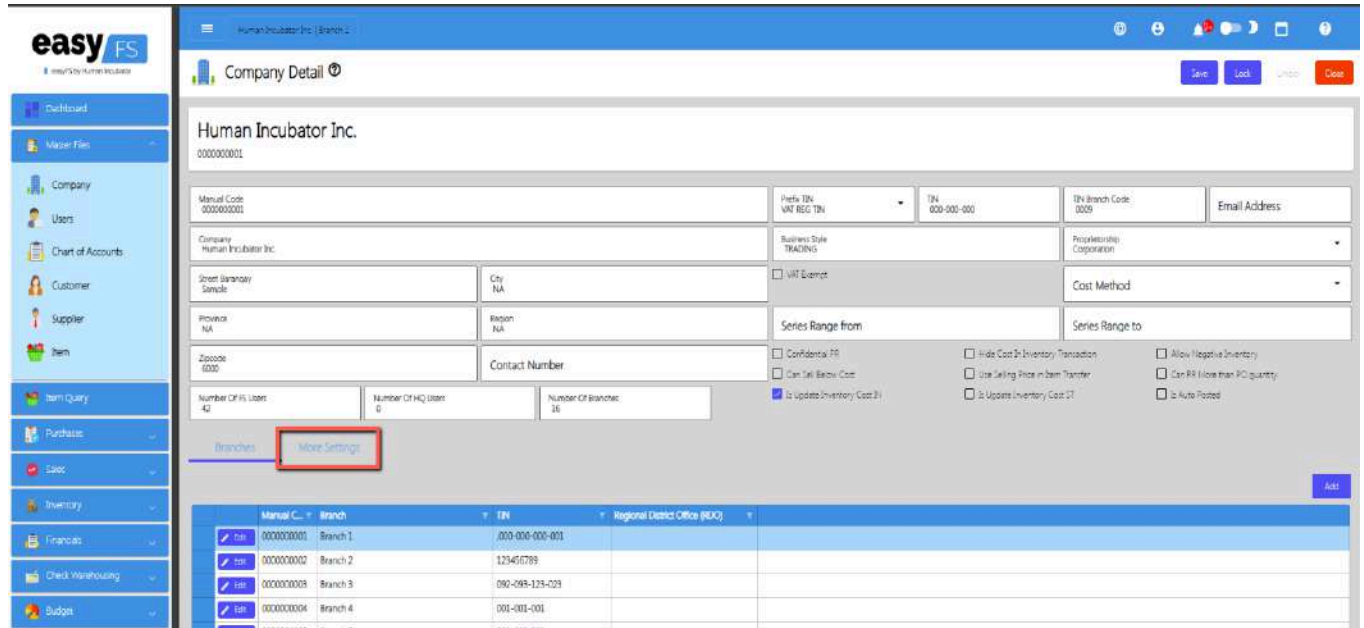 easy FS
easyFS by Human Incubator
Human Incubator Inc. | Branch 1
Company Detail
Save
Lock
Undo
Close
Dashboard
Master Files
Company
Users
Chart of Accounts
Customer
Supplier
Item
Item Query
Purchases
Sales
Inventory
Financials
Check Warehousing
Budget
Human Incubator Inc.
0000000001
Manual Code
0000000001
Prefix TIN
VAT REG TIN
TIN
000-000-000
TIN Branch Code
0009
Email Address
Company
Human Incubator Inc.
Business Style
TRADING
Proprietorship
Corporation
Street Barangay
Sample
City
NA
VAT Exempt
Cost Method
Province
NA
Region
NA
Series Range from
Series Range to
Zipcode
6000
Contact Number
Confidential PR
Hide Cost In Inventory Transaction
Allow Negative Inventory
Can Sell Below Cost
Use Selling Price in Item Transfer
Can RR More than PO quantity
Is Update Inventory Cost IN
Is Update Inventory Cost ST
Is Auto Posted
Number Of FS Users
42
Number Of HQ Users
0
Number Of Branches
16
Branches
More Settings
Add
Manual C... Branch TIN Regional District Office (RDO)
Edit 0000000001 Branch 1 .000-000-000-001
Edit 0000000002 Branch 2 123456789
Edit 0000000003 Branch 3 092-093-123-023
Edit 0000000004 Branch 4 001-001-001